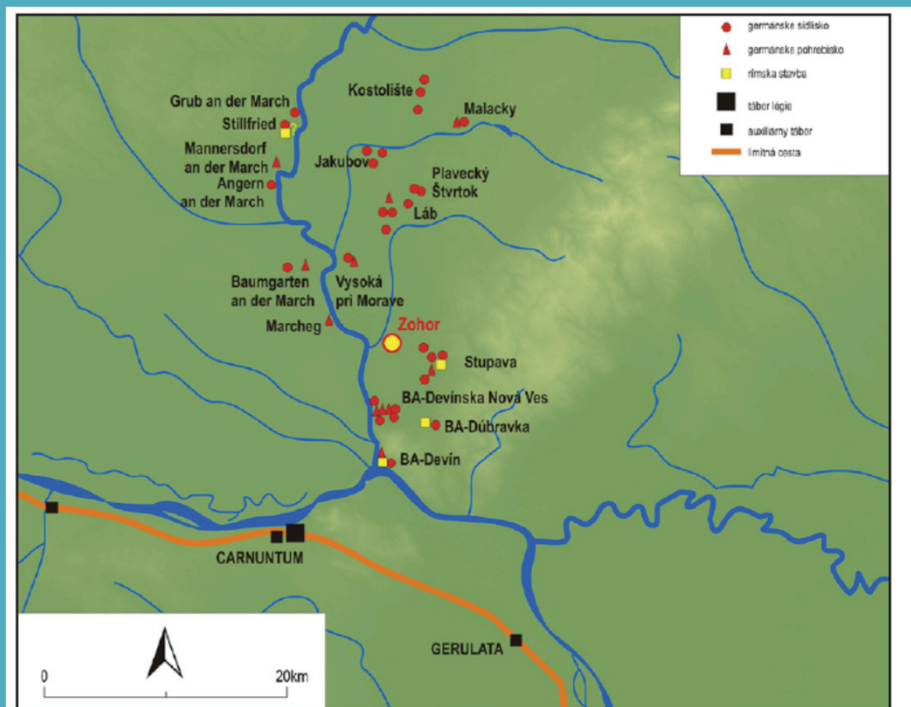 germánske sídlisko
germánske pohrebisko
rímska stavba
tábor légie
auxiliárny tábor
limitná cesta
Kostolište
Grub an der March
Malacky
Stillfried
Mannersdorf
an der March
Jakubov
Plavecký
Štvrtok
Angern
an der March
Láb
Baumgarten
an der March
Vysoká
pri Morave
Marcheg
Zohor
Stupava
BA-Devínska Nová Ves
BA-Dúbravka
BA-Devín
CARNUNTUM
GERULATA
0
20km